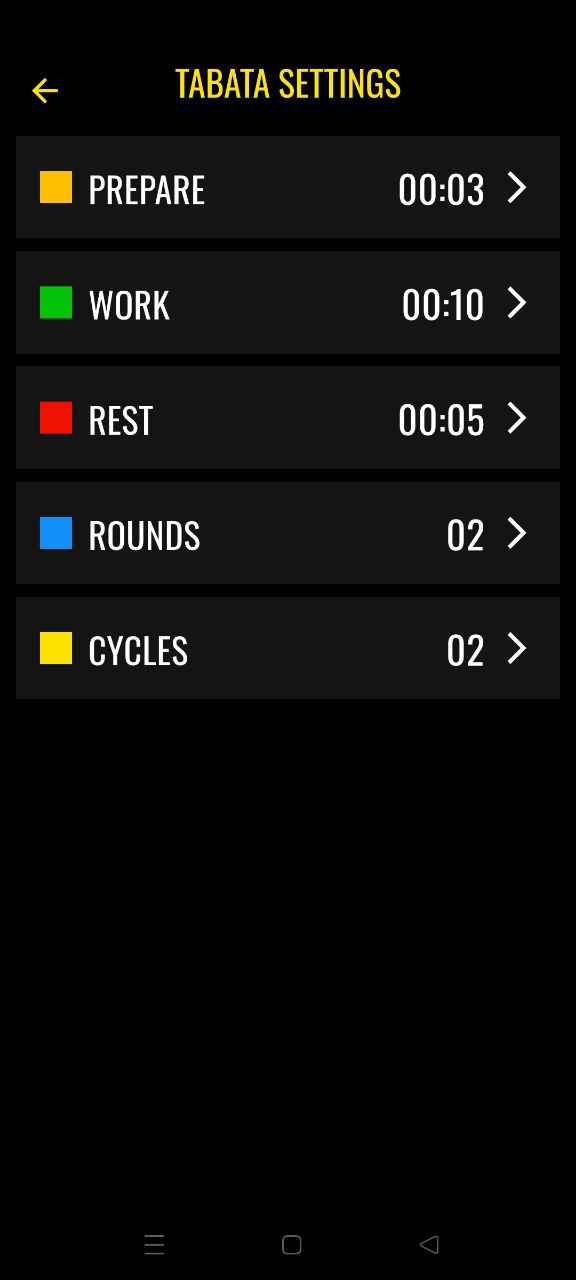 TABATA SETTINGS
PREPARE 00:03
WORK 00:10
REST 00:05
ROUNDS 02
CYCLES 02